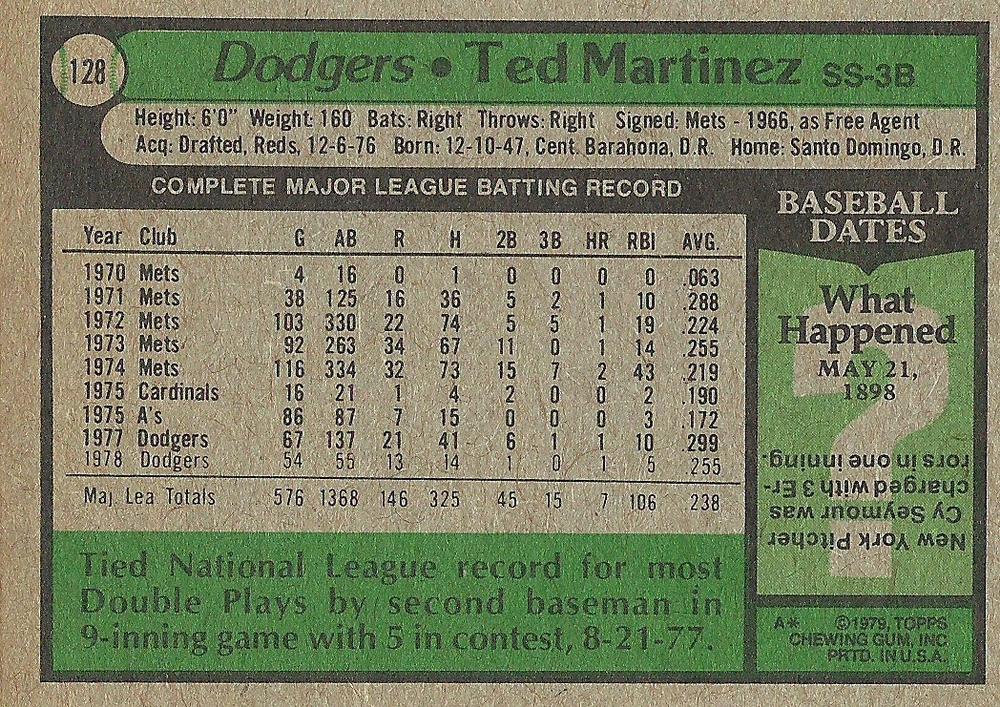 128
Dodgers • Ted Martinez SS-3B
Height: 6'0" Weight: 160 Bats: Right Throws: Right Signed: Mets - 1966, as Free Agent
Acq: Drafted, Reds, 12-6-76 Born: 12-10-47, Cent. Barahona, D.R. Home: Santo Domingo, D.R.
COMPLETE MAJOR LEAGUE BATTING RECORD
Year Club G AB R H 2B 3B HR RBI AVG.
1970 Mets 4 16 0 1 0 0 0 0 .063
1971 Mets 38 125 16 36 5 2 1 10 .288
1972 Mets 103 330 22 74 5 5 1 19 .224
1973 Mets 92 263 34 67 11 0 1 14 .255
1974 Mets 116 334 32 73 15 7 2 43 .219
1975 Cardinals 16 21 1 4 2 0 0 2 .190
1975 A's 86 87 7 15 0 0 0 3 .172
1977 Dodgers 67 137 21 41 6 1 1 10 .299
1978 Dodgers 54 55 13 14 1 0 1 5 .255
Maj. Lea Totals 576 1368 146 325 45 15 7 106 .238
Tied National League record for most
Double Plays by second baseman in
9-inning game with 5 in contest, 8-21-77.
BASEBALL
DATES
What
Happened
MAY 21,
1898
New York Pitcher
Cy Seymour was
charged with 3 Er-
rors in one inning.
A* ©1979, TOPPS
CHEWING GUM, INC
PRTD. IN U.S.A.